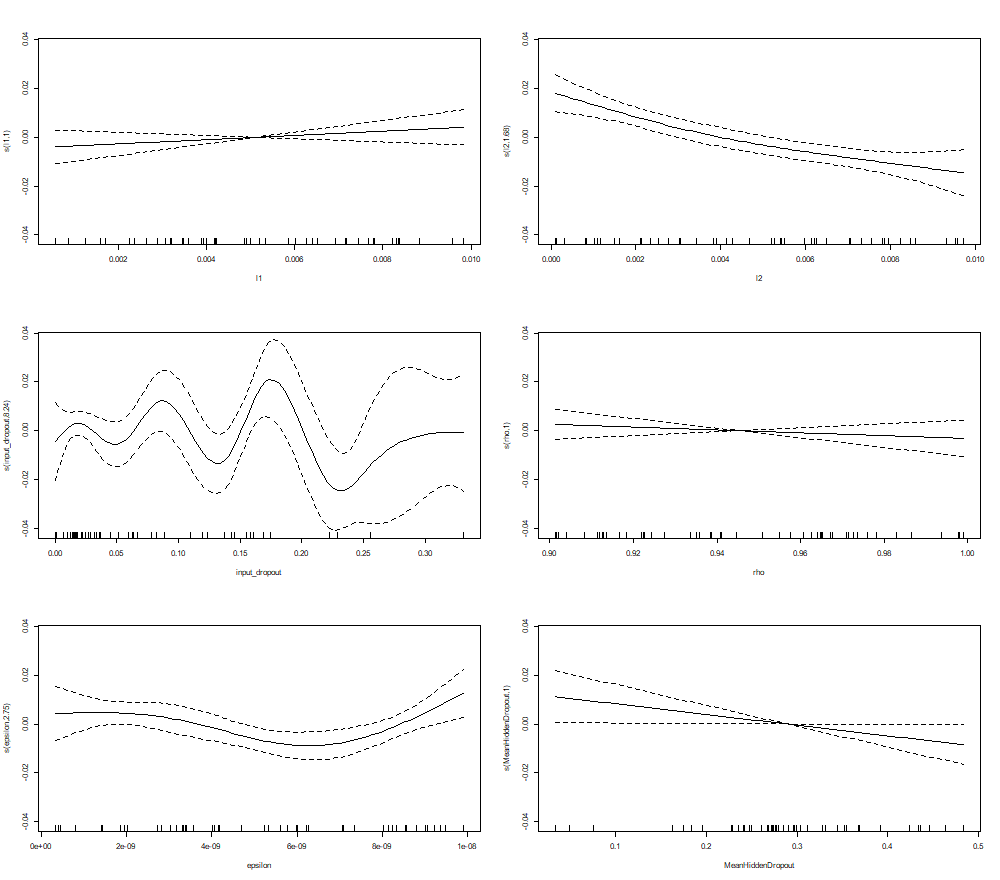 0.04
0.02
0.00
-0.02
-0.04
s(l1,1)
0.002 0.004 0.006 0.008 0.010
l1
0.04
0.02
0.00
-0.02
-0.04
s(l2,1.68)
0.000 0.002 0.004 0.006 0.008 0.010
l2
0.04
0.02
0.00
-0.02
-0.04
s(input_dropout,8.24)
0.00 0.05 0.10 0.15 0.20 0.25 0.30
input_dropout
0.04
0.02
0.00
-0.02
-0.04
s(rho,1)
0.90 0.92 0.94 0.96 0.98 1.00
rho
0.04
0.02
0.00
-0.02
-0.04
s(epsilon,2.75)
0e+00 2e-09 4e-09 6e-09 8e-09 1e-08
epsilon
0.04
0.02
0.00
-0.02
-0.04
s(MeanHiddenDropout,1)
0.1 0.2 0.3 0.4 0.5
MeanHiddenDropout